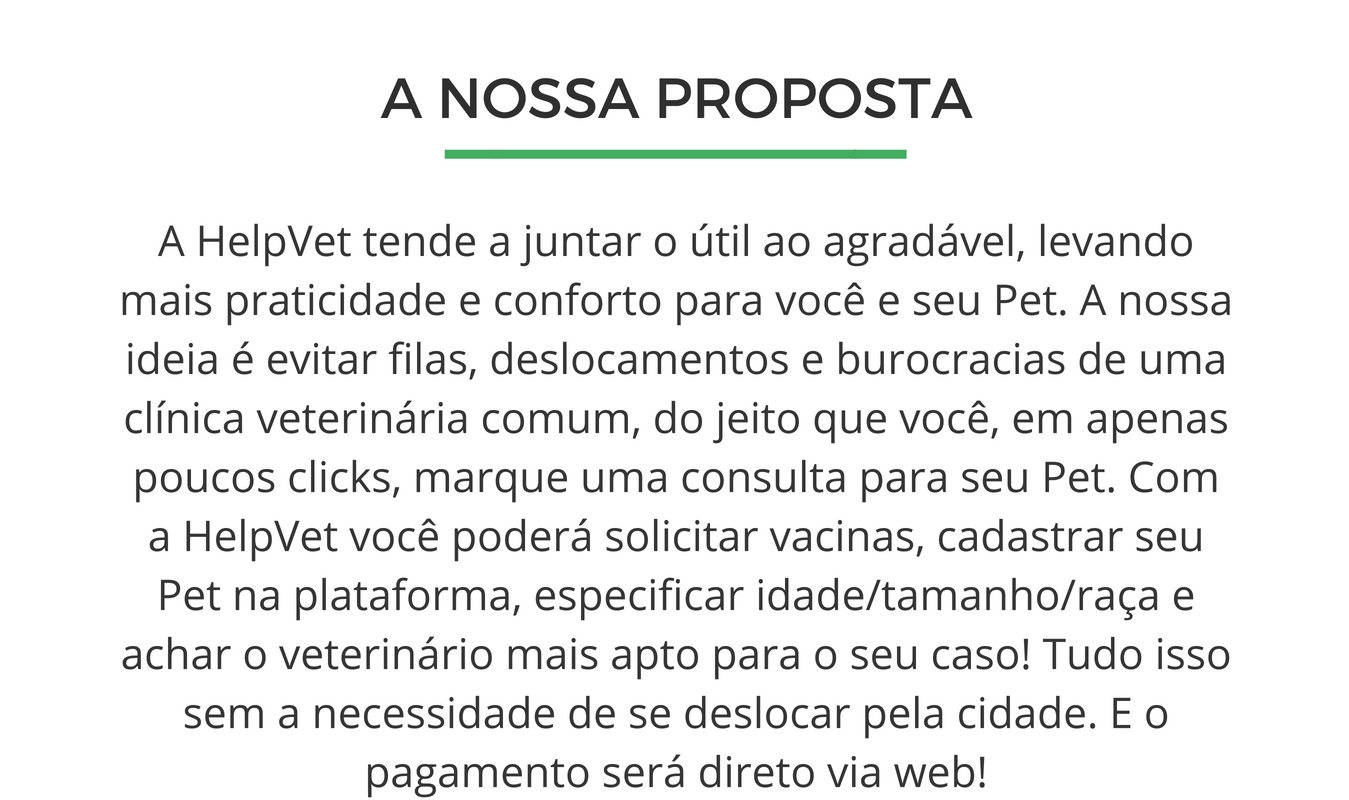 A NOSSA PROPOSTA
A HelpVet tende a juntar o útil ao agradável, levando
mais praticidade e conforto para você e seu Pet. A nossa
ideia é evitar filas, deslocamentos e burocracias de uma
clínica veterinária comum, do jeito que você, em apenas
poucos clicks, marque uma consulta para seu Pet. Com
a HelpVet você poderá solicitar vacinas, cadastrar seu
Pet na plataforma, especificar idade/tamanho/raça e
achar o veterinário mais apto para o seu caso! Tudo isso
sem a necessidade de se deslocar pela cidade. E o
pagamento será direto via web!